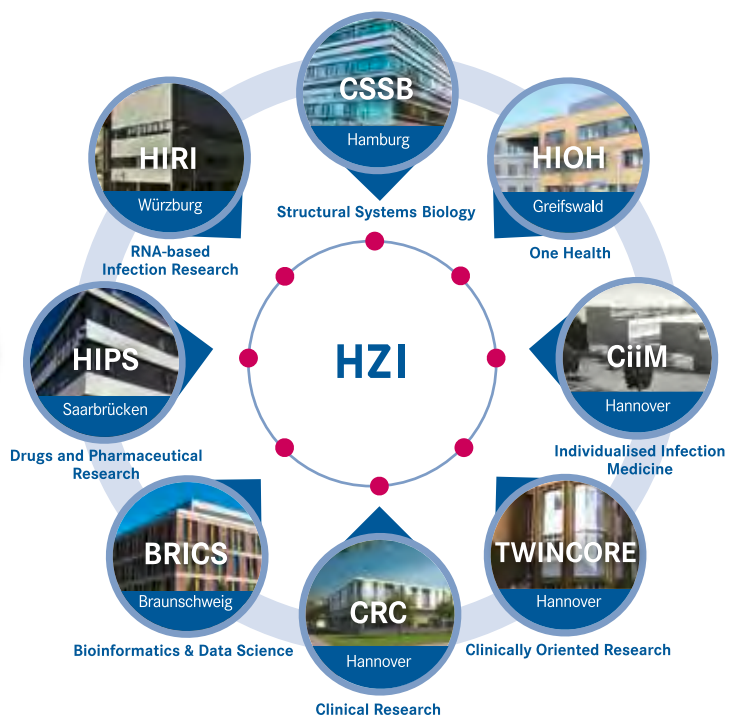 CSSB
Hamburg
Structural Systems Biology
HIOH
Greifswald
One Health
CiiM
Hannover
Individualised Infection
Medicine
TWINCORE
Hannover
Clinically Oriented Research
CRC
Hannover
Clinical Research
BRICS
Braunschweig
Bioinformatics & Data Science
HIPS
Saarbrücken
Drugs and Pharmaceutical
Research
HIRI
Würzburg
RNA-based
Infection Research
HZI